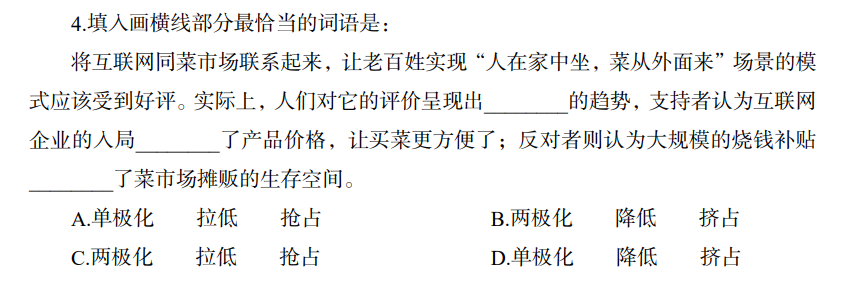 4.填入画横线部分最恰当的词语是：
将互联网同菜市场联系起来，让老百姓实现“人在家中坐，菜从外面来”场景的模
式应该受到好评。实际上，人们对它的评价呈现出________的趋势，支持者认为互联网
企业的入局________了产品价格，让买菜更方便了；反对者则认为大规模的烧钱补贴
________了菜市场摊贩的生存空间。
A.单极化 拉低 抢占 B.两极化 降低 挤占
C.两极化 拉低 抢占 D.单极化 降低 挤占